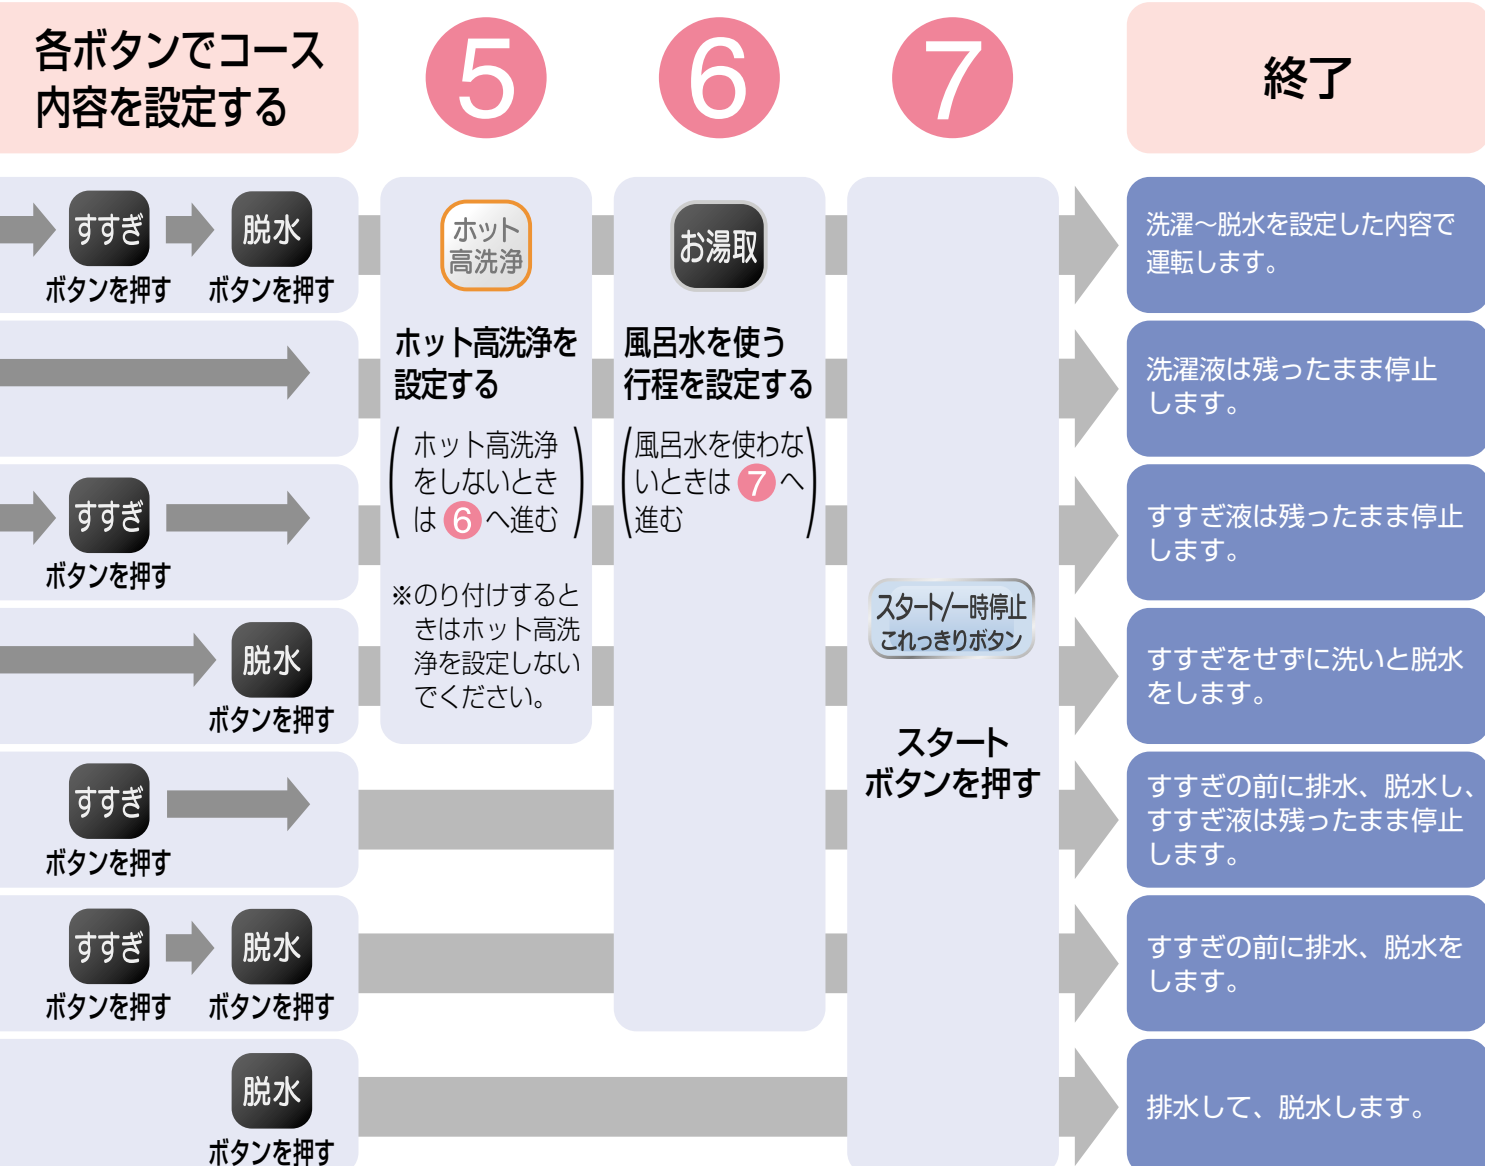 各ボタンでコース
内容を設定する
5
6
7
終了
すすぎ
ボタンを押す
脱水
ボタンを押す
ホット
高洗浄
ホット高洗浄を
設定する
ホット高洗浄
をしないとき
は 6 へ進む
※のり付けすると
きはホット高洗
浄を設定しない
でください。
お湯取
風呂水を使う
行程を設定する
風呂水を使わな
いときは 7 へ
進む
スタート/一時停止
これっきりボタン
スタート
ボタンを押す
洗濯～脱水を設定した内容で
運転します。
洗濯液は残ったまま停止
します。
すすぎ
ボタンを押す
すすぎ液は残ったまま停止
します。
脱水
ボタンを押す
すすぎをせずに洗いと脱水
をします。
すすぎ
ボタンを押す
すすぎの前に排水、脱水し、
すすぎ液は残ったまま停止
します。
すすぎ
ボタンを押す
脱水
ボタンを押す
すすぎの前に排水、脱水を
します。
脱水
ボタンを押す
排水して、脱水します。